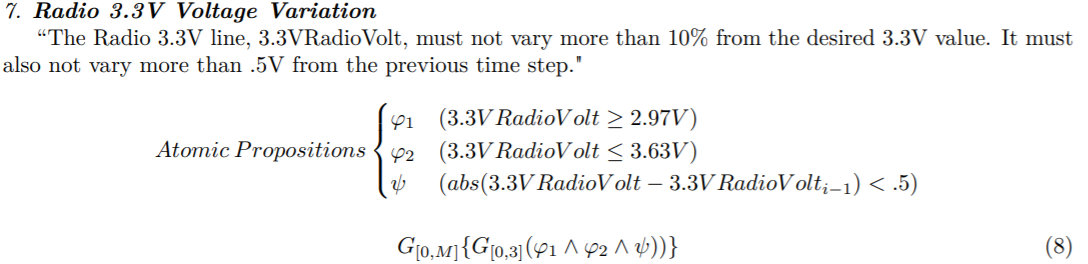 7. Radio 3.3V Voltage Variation
“The Radio 3.3V line, 3.3VRadioVolt, must not vary more than 10% from the desired 3.3V value. It must
also not vary more than .5V from the previous time step."
φ₁ (3.3V RadioVolt ≥ 2.97V)
Atomic Propositions { φ₂ (3.3V RadioVolt ≤ 3.63V)
ψ (abs(3.3V RadioVolt − 3.3V RadioVoltᵢ₋₁) < .5)
G[0,M]{G[0,3](φ₁ ∧ φ₂ ∧ ψ))} (8)